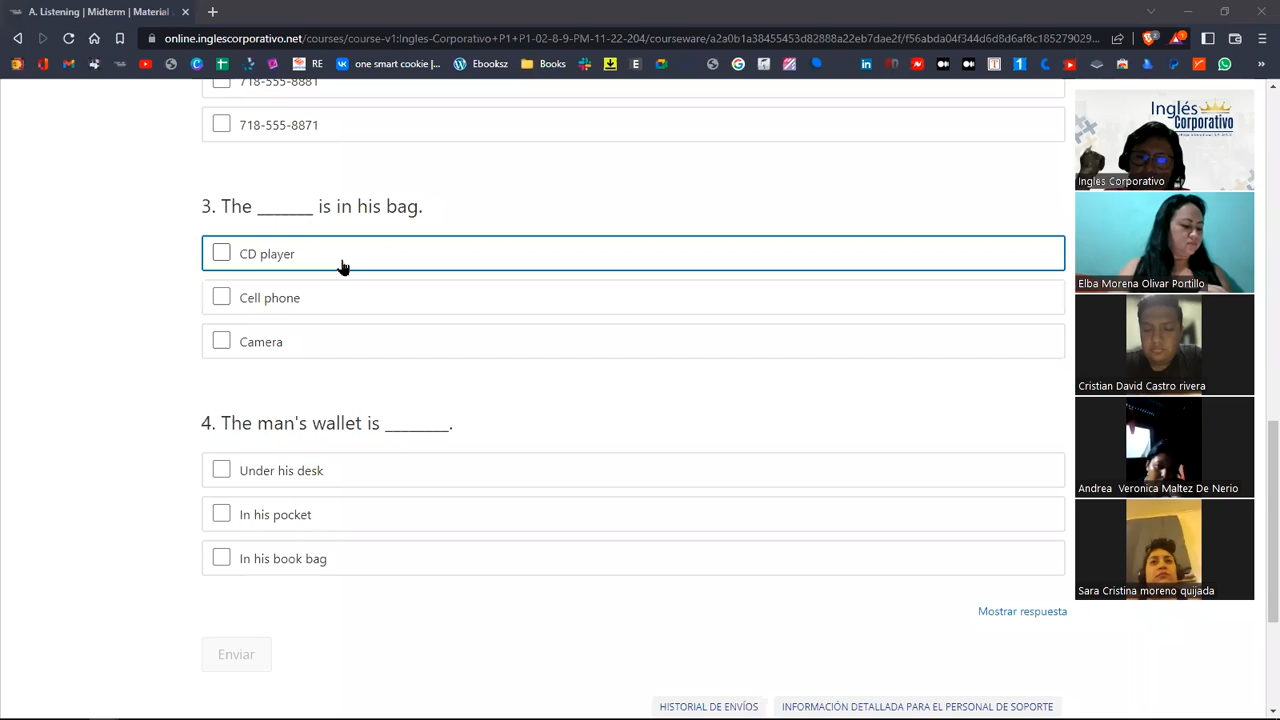 A. Listening | Midterm | Material
online.inglescorporativo.net/courses/course-v1:Ingles-Corporativo+P1+P1-02-8-9-PM-11-22-204/courseware/a2a0b1a38455453d82888a22eb7dae2f/f56abda04f344d6d8d6af8c185279029...
RE
one smart cookie |...
Ebooksz
Books
718-555-8881
718-555-8871
3. The _______ is in his bag.
CD player
Cell phone
Camera
4. The man's wallet is ________.
Under his desk
In his pocket
In his book bag
Mostrar respuesta
Enviar
HISTORIAL DE ENVÍOS
INFORMACIÓN DETALLADA PARA EL PERSONAL DE SOPORTE
Inglés
Corporativo
Ingles Corporativo
Elba Morena Olivar Portillo
Cristian David Castro rivera
Andrea Veronica Maltez De Nerio
Sara Cristina moreno quijada